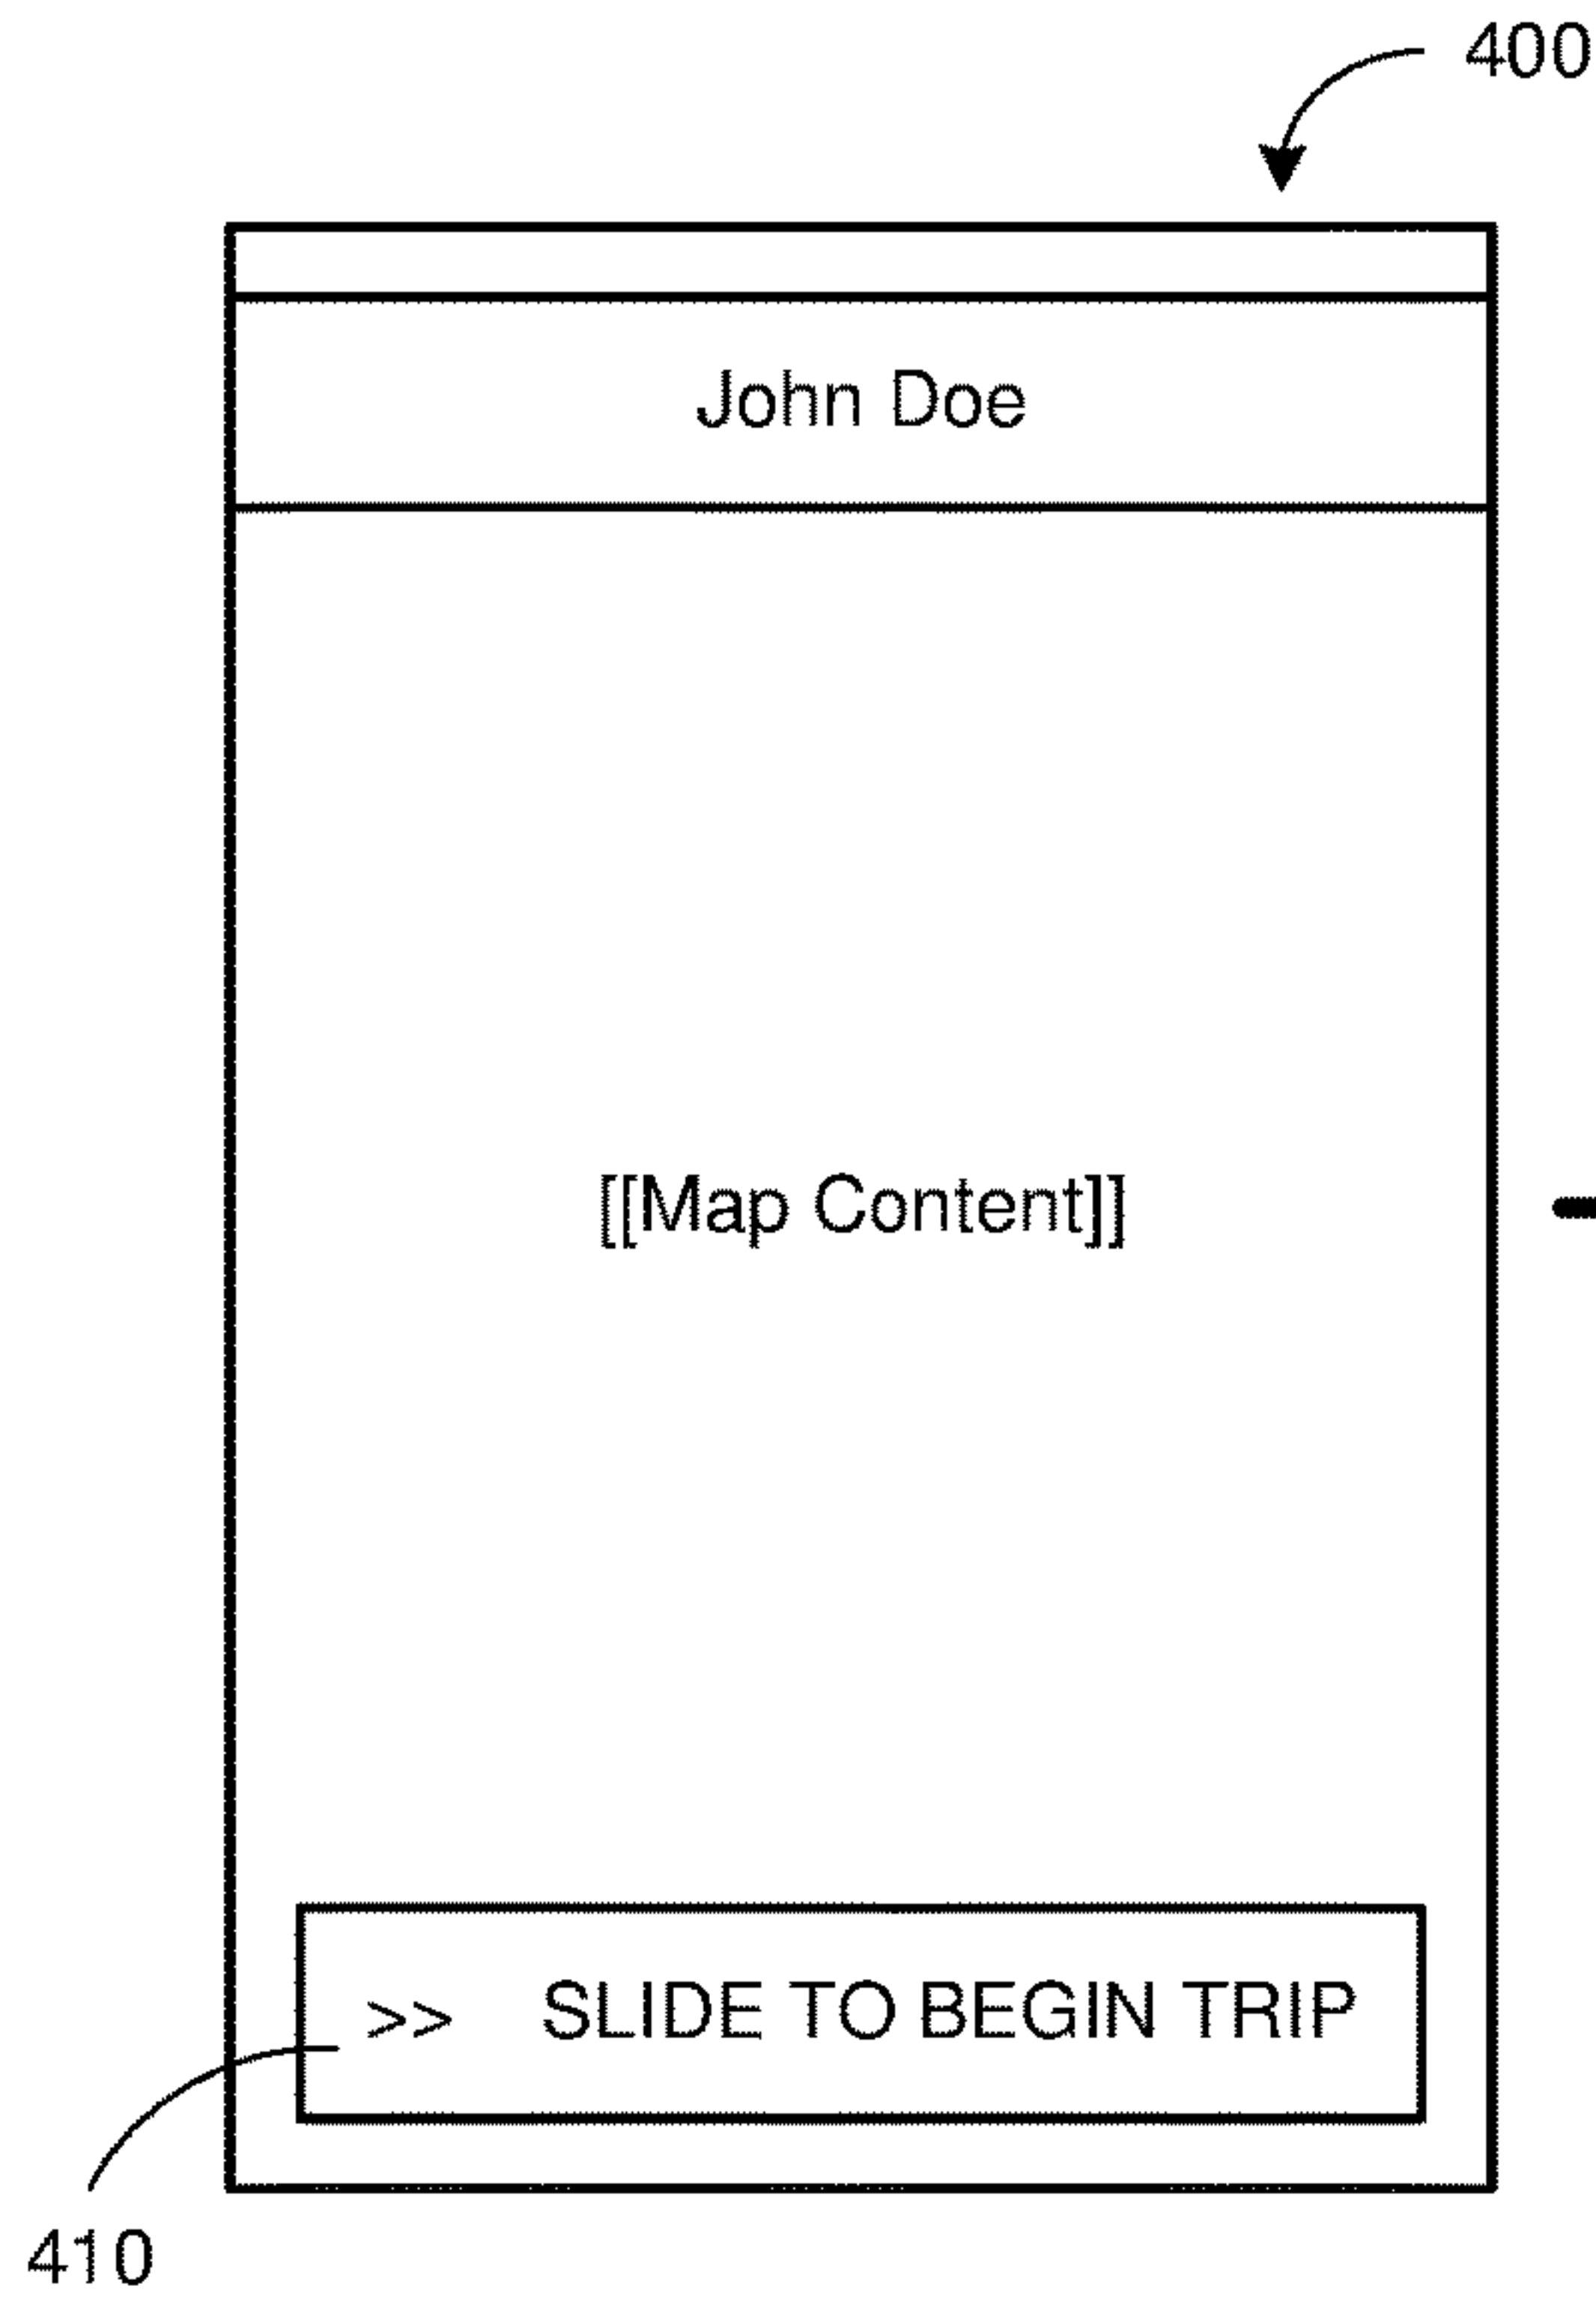 400
John Doe
[[Map Content]]
>> SLIDE TO BEGIN TRIP
410